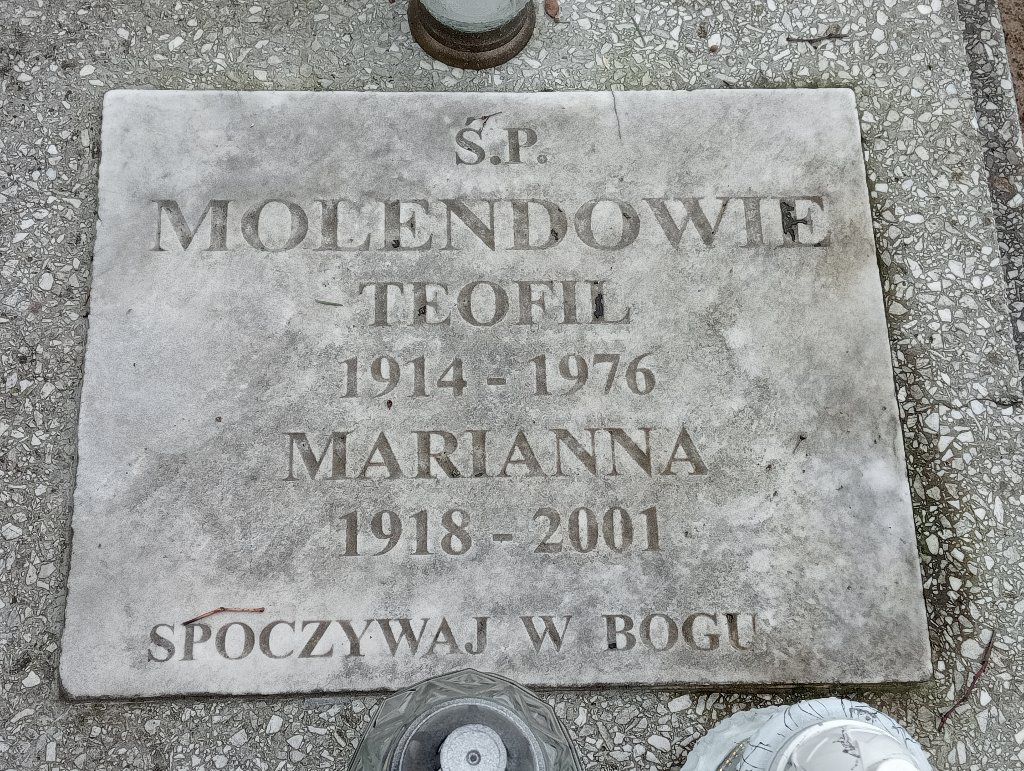 Ś.P.
MOLENDOWIE
TEOFIL
1914 - 1976
MARIANNA
1918 - 2001
SPOCZYWAJ W BOGU